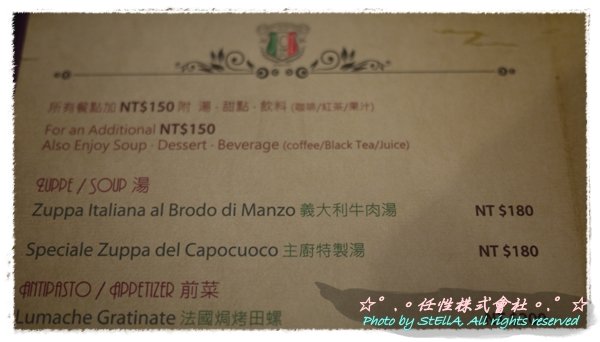 所有餐點加 NT$150 附 湯 · 甜點 · 飲料 (咖啡/紅茶/果汁)
For an Additional NT$150
Also Enjoy Soup · Dessert · Beverage (coffee/Black Tea/Juice)
ZUPPE / SOUP 湯
Zuppa Italiana al Brodo di Manzo 義大利牛肉湯 NT $180
Speciale Zuppa del Capocuoco 主廚特製湯 NT $180
ANTIPASTO / APPETIZER 前菜
Lumache Gratinate 法國焗烤田螺
☆°.。任性株式會社。.°☆
Photo by STELLA, All rights reserved